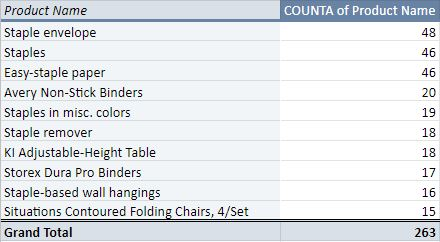 Product Name COUNTA of Product Name
Staple envelope 48
Staples 46
Easy-staple paper 46
Avery Non-Stick Binders 20
Staples in misc. colors 19
Staple remover 18
KI Adjustable-Height Table 18
Storex Dura Pro Binders 17
Staple-based wall hangings 16
Situations Contoured Folding Chairs, 4/Set 15
Grand Total 263